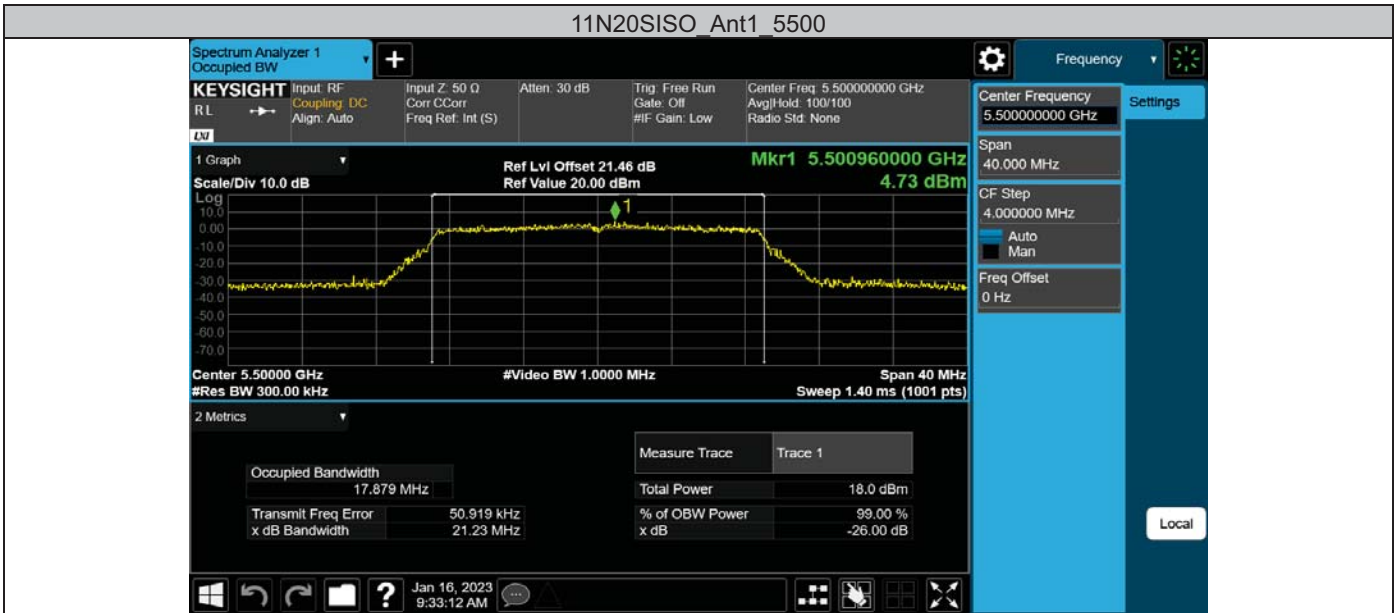 11N20SISO_Ant1_5500
Spectrum Analyzer 1
Occupied BW
Frequency
KEYSIGHT
RL
LXI
Input: RF
Coupling: DC
Align: Auto
Input Z: 50 Ω
Corr CCorr
Freq Ref: Int (S)
Atten: 30 dB
Trig: Free Run
Gate: Off
#IF Gain: Low
Center Freq: 5.500000000 GHz
Avg|Hold: 100/100
Radio Std: None
Center Frequency
5.500000000 GHz
Settings
Span
40.000 MHz
CF Step
4.000000 MHz
Auto
Man
Freq Offset
0 Hz
Local
1 Graph
Scale/Div 10.0 dB
Ref Lvl Offset 21.46 dB
Ref Value 20.00 dBm
Mkr1 5.500960000 GHz
4.73 dBm
Log
10.0
0.00
-10.0
-20.0
-30.0
-40.0
-50.0
-60.0
-70.0
1
Center 5.50000 GHz
#Video BW 1.0000 MHz
Span 40 MHz
#Res BW 300.00 kHz
Sweep 1.40 ms (1001 pts)
2 Metrics
Measure Trace Trace 1
Occupied Bandwidth
17.879 MHz
Total Power 18.0 dBm
Transmit Freq Error 50.919 kHz
% of OBW Power 99.00 %
x dB Bandwidth 21.23 MHz
x dB -26.00 dB
?
Jan 16, 2023
9:33:12 AM